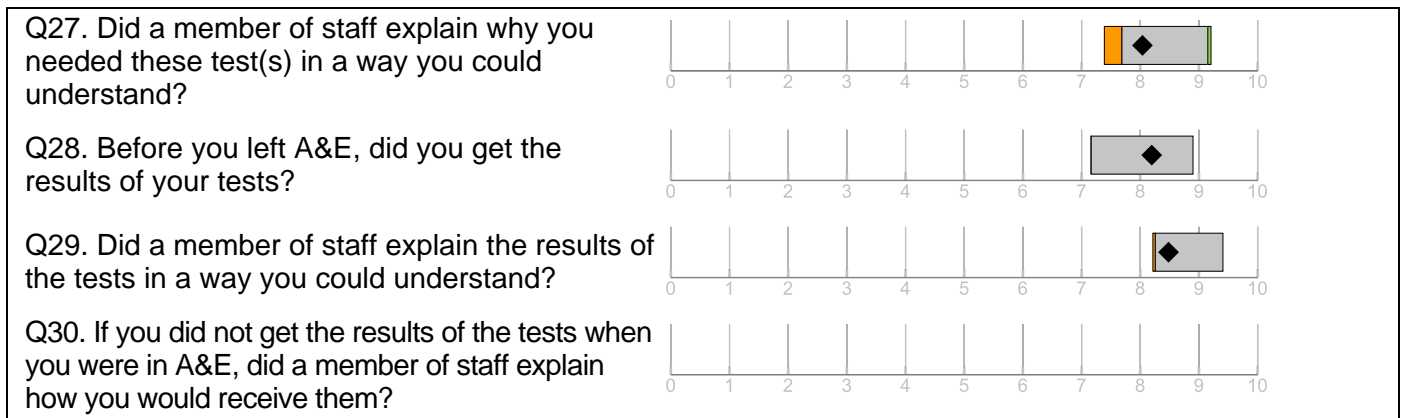 Q27. Did a member of staff explain why you
needed these test(s) in a way you could
understand?
0 1 2 3 4 5 6 7 8 9 10
Q28. Before you left A&E, did you get the
results of your tests?
0 1 2 3 4 5 6 7 8 9 10
Q29. Did a member of staff explain the results of
the tests in a way you could understand?
0 1 2 3 4 5 6 7 8 9 10
Q30. If you did not get the results of the tests when
you were in A&E, did a member of staff explain
how you would receive them?
0 1 2 3 4 5 6 7 8 9 10